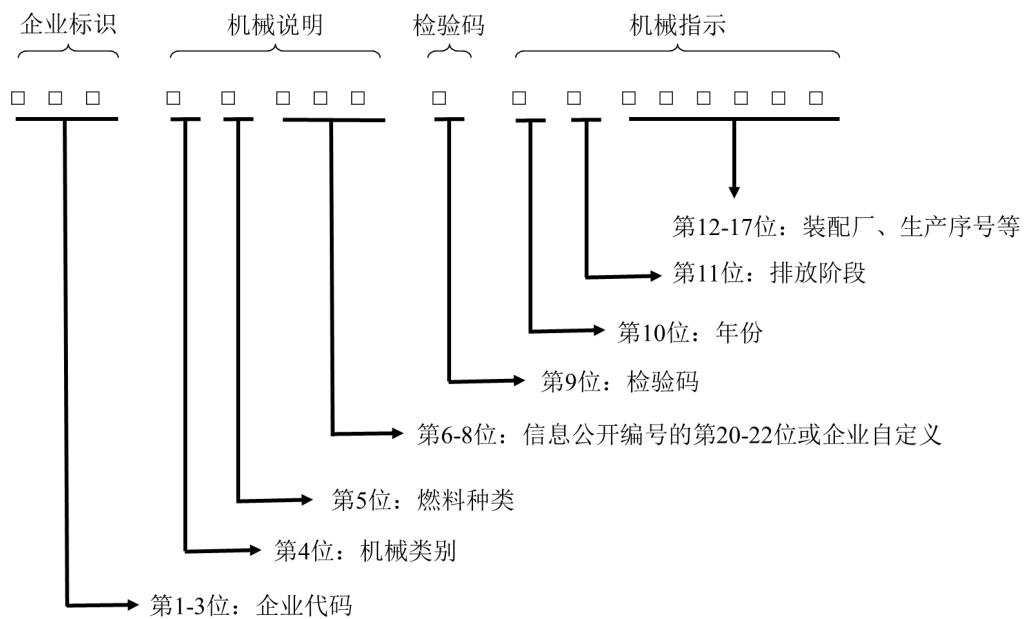 企业标识 机械说明 检验码 机械指示
□ □ □ □ □ □ □ □ □ □ □ □ □ □ □ □ □
第12-17位：装配厂、生产序号等
第11位：排放阶段
第10位：年份
第9位：检验码
第6-8位：信息公开编号的第20-22位或企业自定义
第5位：燃料种类
第4位：机械类别
第1-3位：企业代码